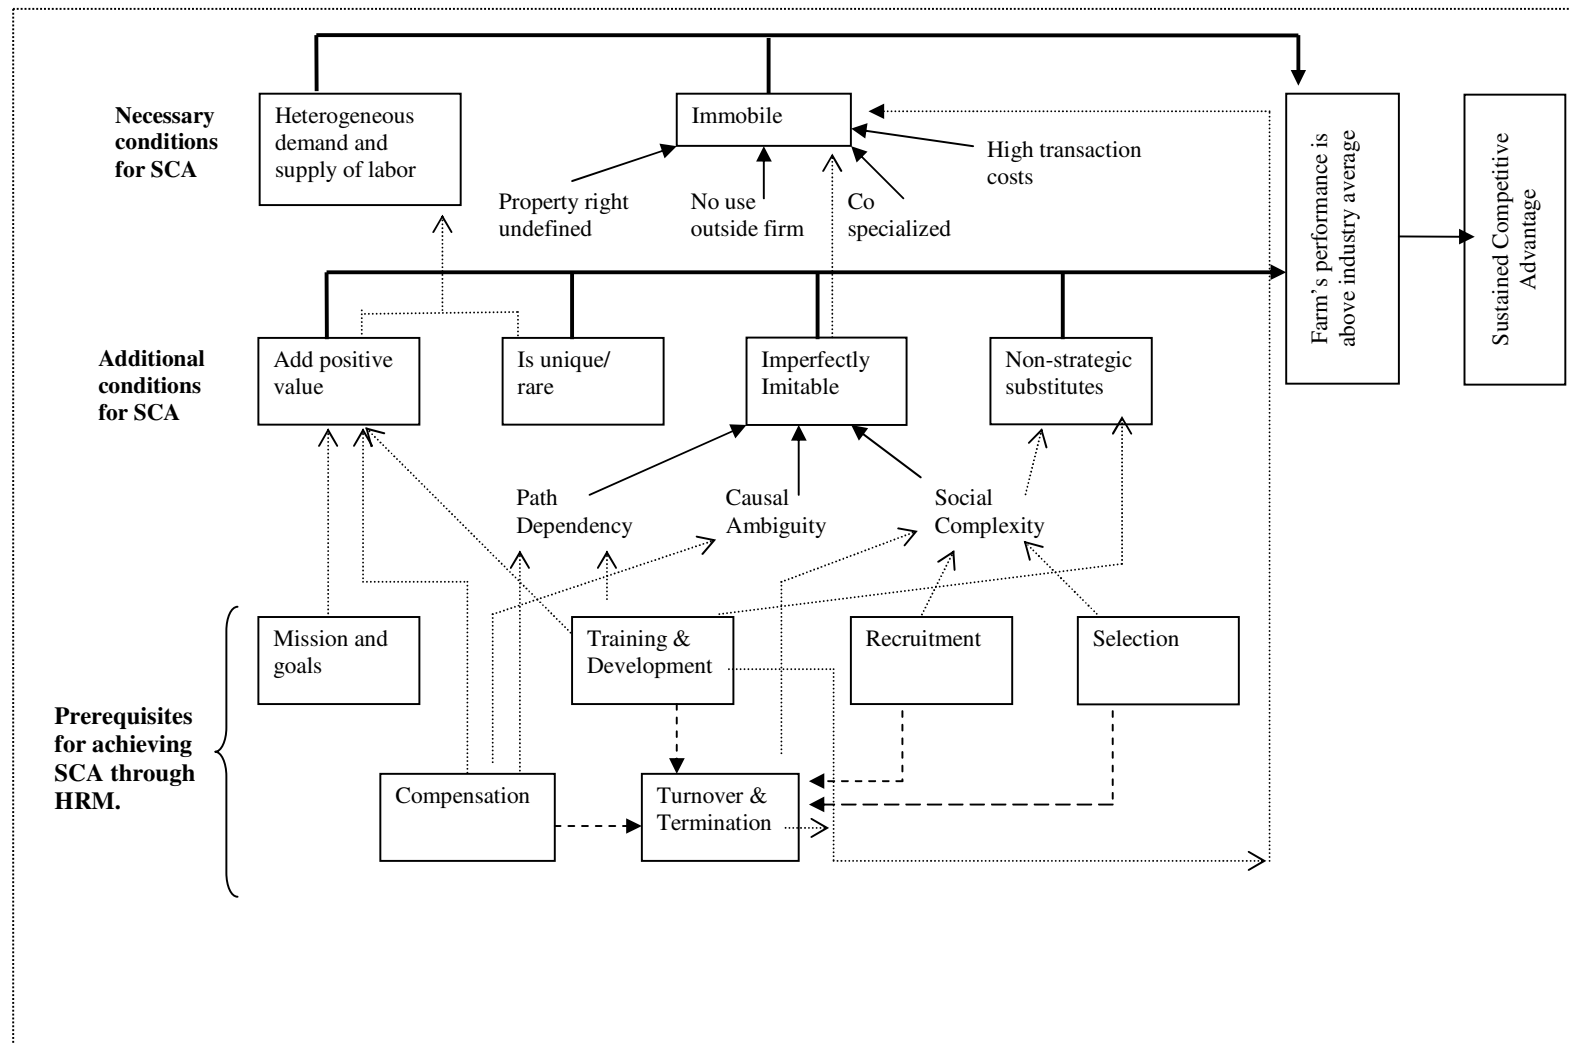 Necessary
conditions
for SCA
Heterogeneous
demand and
supply of labor
Immobile
High transaction
costs
Property right
undefined
No use
outside firm
Co
specialized
Farm's performance is
above industry average
Sustained Competitive
Advantage
Additional
conditions
for SCA
Add positive
value
Is unique/
rare
Imperfectly
Imitable
Non-strategic
substitutes
Path
Dependency
Causal
Ambiguity
Social
Complexity
Prerequisites
for achieving
SCA through
HRM.
Mission and
goals
Training &
Development
Recruitment
Selection
Compensation
Turnover &
Termination